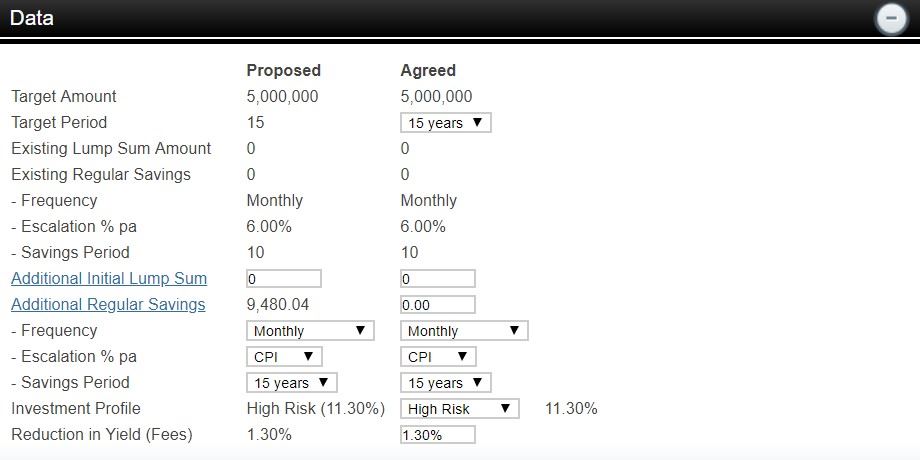 Data
Proposed Agreed
Target Amount 5,000,000 5,000,000
Target Period 15 15 years
Existing Lump Sum Amount 0 0
Existing Regular Savings 0 0
- Frequency Monthly Monthly
- Escalation % pa 6.00% 6.00%
- Savings Period 10 10
Additional Initial Lump Sum 0 0
Additional Regular Savings 9,480.04 0.00
- Frequency Monthly Monthly
- Escalation % pa CPI CPI
- Savings Period 15 years 15 years
Investment Profile High Risk (11.30%) High Risk 11.30%
Reduction in Yield (Fees) 1.30% 1.30%